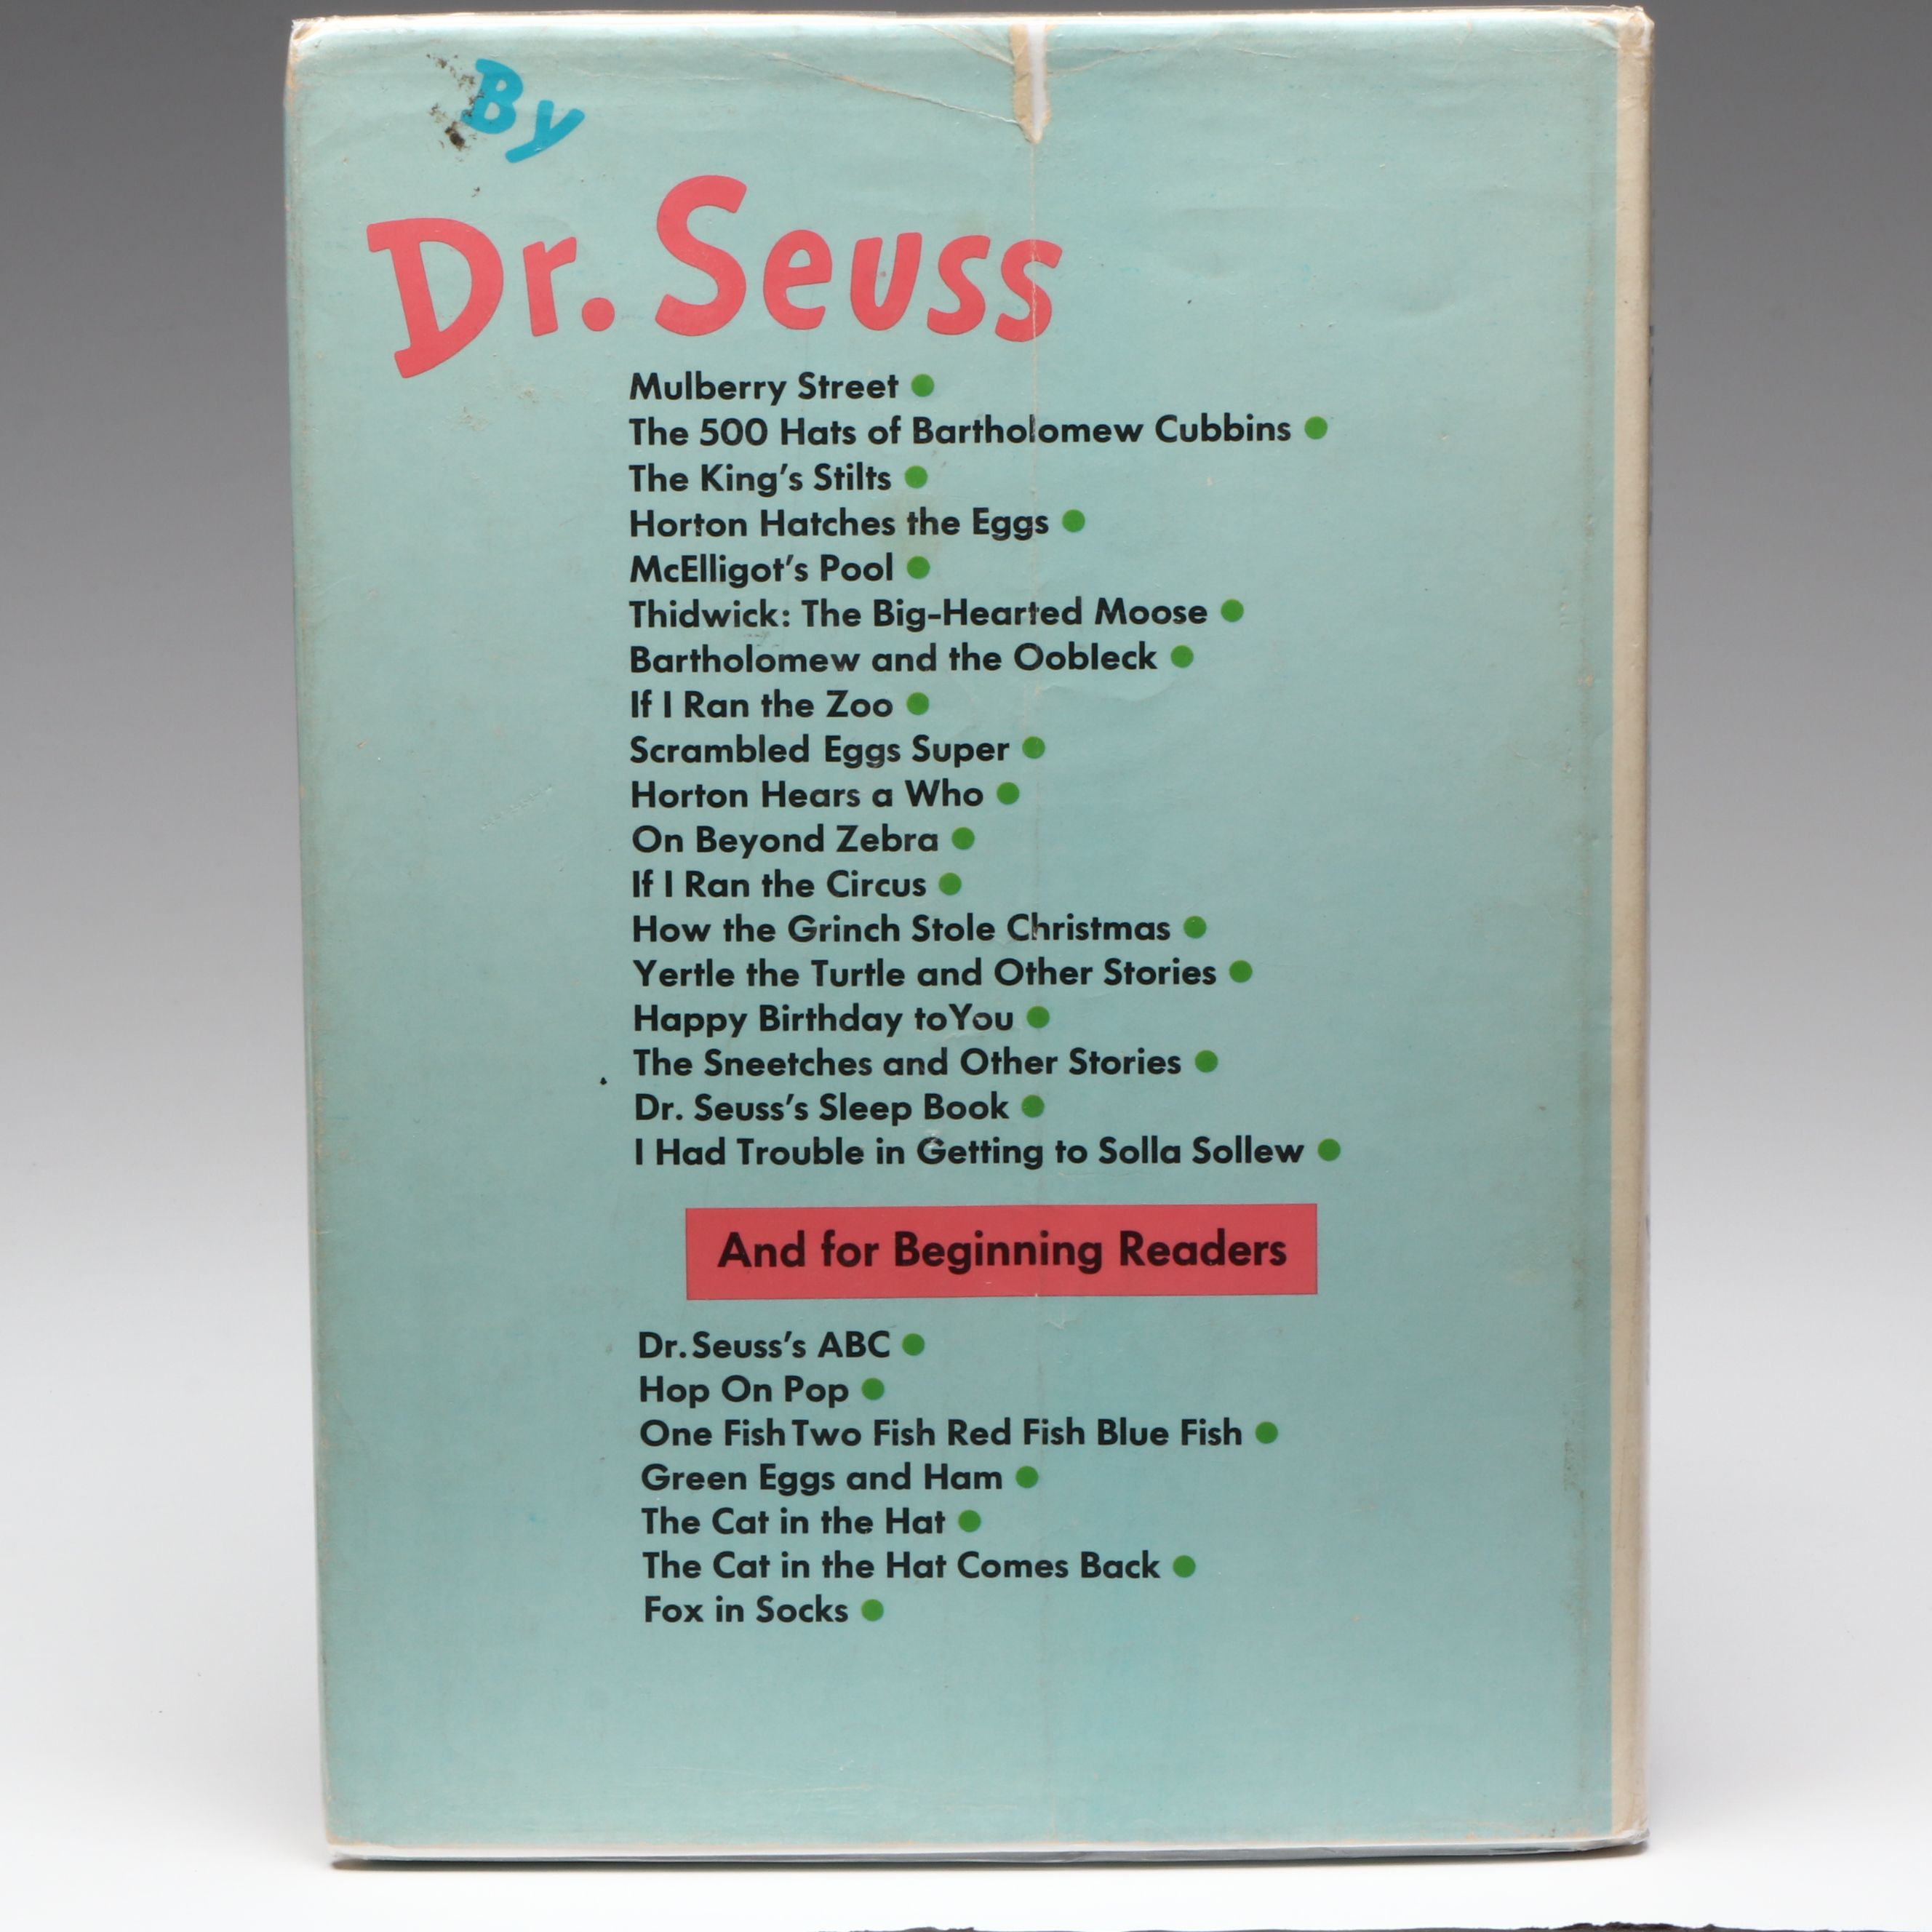 By
Dr. Seuss
Mulberry Street
The 500 Hats of Bartholomew Cubbins
The King's Stilts
Horton Hatches the Eggs
McElligot's Pool
Thidwick: The Big-Hearted Moose
Bartholomew and the Oobleck
If I Ran the Zoo
Scrambled Eggs Super
Horton Hears a Who
On Beyond Zebra
If I Ran the Circus
How the Grinch Stole Christmas
Yertle the Turtle and Other Stories
Happy Birthday to You
The Sneetches and Other Stories
Dr. Seuss's Sleep Book
I Had Trouble in Getting to Solla Sollew
And for Beginning Readers
Dr. Seuss's ABC
Hop On Pop
One Fish Two Fish Red Fish Blue Fish
Green Eggs and Ham
The Cat in the Hat
The Cat in the Hat Comes Back
Fox in Socks